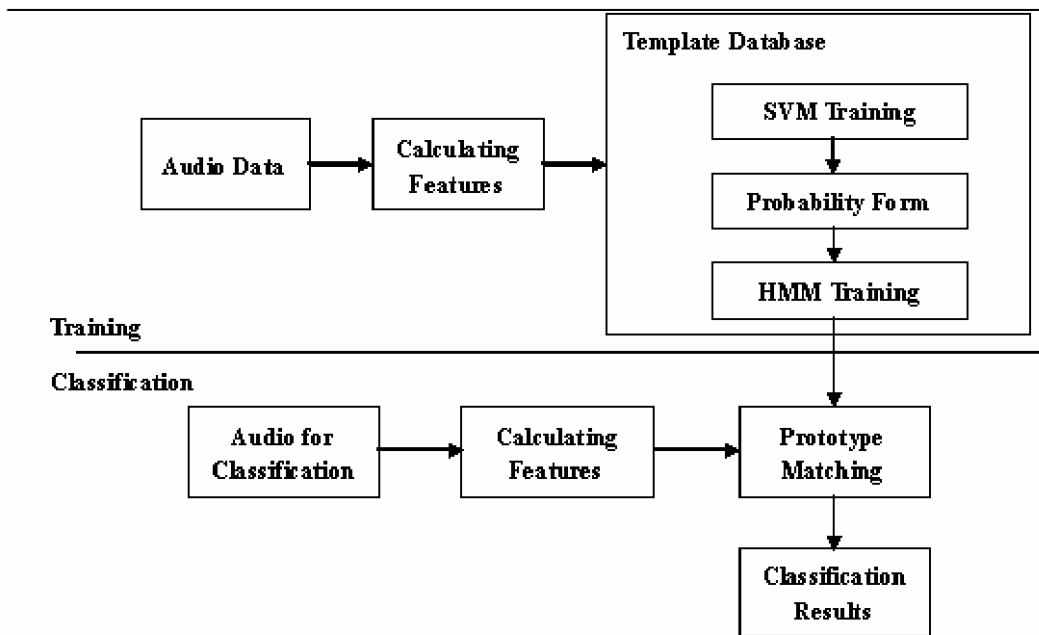 Template Database
SVM Training
Audio Data
Calculating
Features
Probability Form
HMM Training
Training
Classification
Audio for
Classification
Calculating
Features
Prototype
Matching
Classification
Results